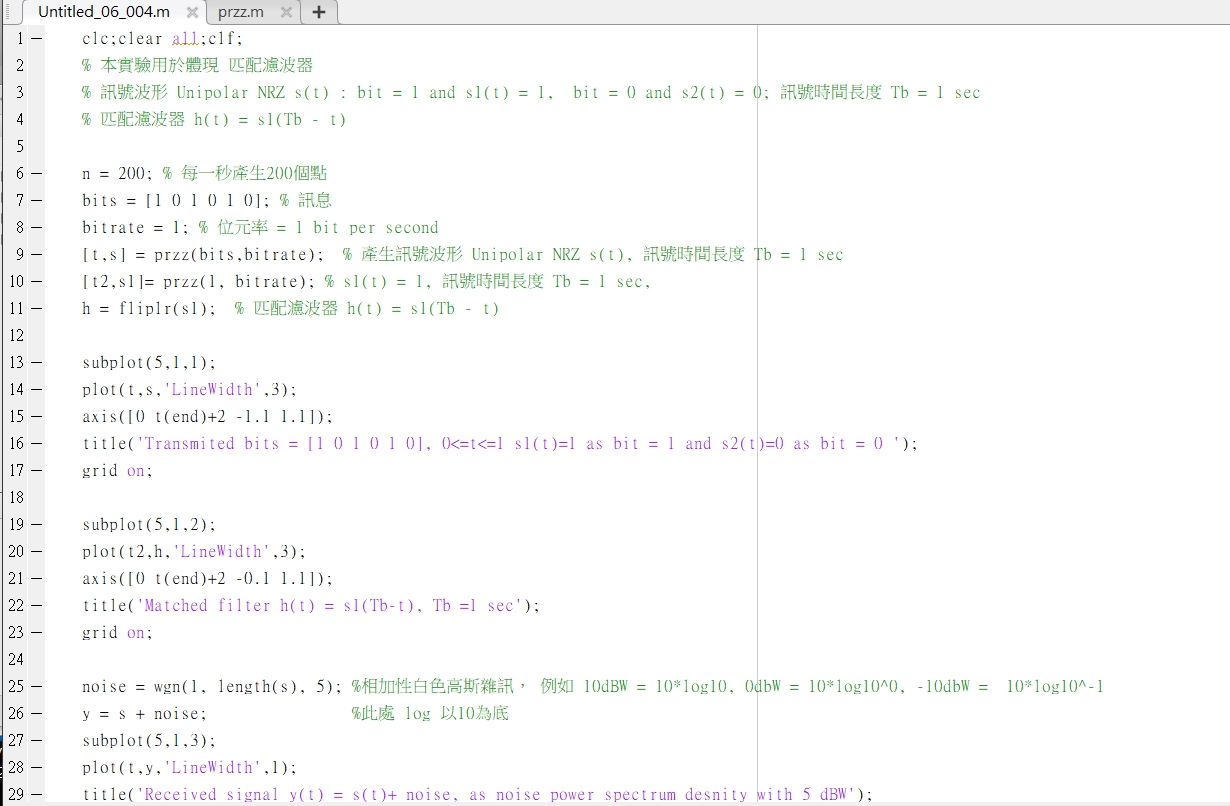 Untitled_06_004.m × przz.m × +
1 – clc;clear all;clf;
2 % 本實驗用於體現 匹配濾波器
3 % 訊號波形 Unipolar NRZ s(t) : bit = 1 and s1(t) = 1, bit = 0 and s2(t) = 0; 訊號時間長度 Tb = 1 sec
4 % 匹配濾波器 h(t) = s1(Tb - t)
5
6 – n = 200; % 每一秒產生200個點
7 – bits = [1 0 1 0 1 0]; % 訊息
8 – bitrate = 1; % 位元率 = 1 bit per second
9 – [t,s] = przz(bits,bitrate); % 產生訊號波形 Unipolar NRZ s(t), 訊號時間長度 Tb = 1 sec
10 – [t2,s1]= przz(1, bitrate); % s1(t) = 1, 訊號時間長度 Tb = 1 sec,
11 – h = fliplr(s1); % 匹配濾波器 h(t) = s1(Tb - t)
12
13 – subplot(5,1,1);
14 – plot(t,s,'LineWidth',3);
15 – axis([0 t(end)+2 -1.1 1.1]);
16 – title('Transmited bits = [1 0 1 0 1 0], 0<=t<=1 s1(t)=1 as bit = 1 and s2(t)=0 as bit = 0 ');
17 – grid on;
18
19 – subplot(5,1,2);
20 – plot(t2,h,'LineWidth',3);
21 – axis([0 t(end)+2 -0.1 1.1]);
22 – title('Matched filter h(t) = s1(Tb-t), Tb =1 sec');
23 – grid on;
24
25 – noise = wgn(1, length(s), 5); %相加性白色高斯雜訊， 例如 10dBW = 10*log10, 0dbW = 10*log10^0, -10dbW = 10*log10^-1
26 – y = s + noise; %此處 log 以10為底
27 – subplot(5,1,3);
28 – plot(t,y,'LineWidth',1);
29 – title('Received signal y(t) = s(t)+ noise, as noise power spectrum desnity with 5 dBW');